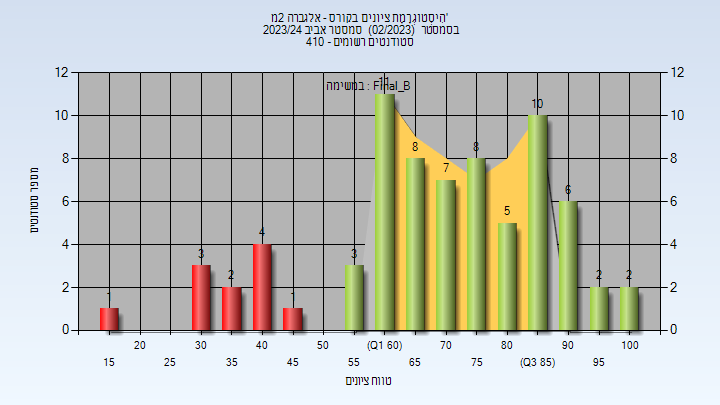 היסטוגרמת ציונים בקורס - אלגברה 2מ'
בסמסטר (02/2023) סמסטר אביב 2023/24
סטודנטים רשומים - 410
במשימה : Final_B
מספר סטודנטים
12 12
10 10
8 8
6 6
4 4
2 2
0 0
1 3 2 4 1 3 11 8 7 8 5 10 6 2 2
20 30 40 50 (Q1 60) 70 80 90 100
15 25 35 45 55 65 75 (Q3 85) 95
טווח ציונים